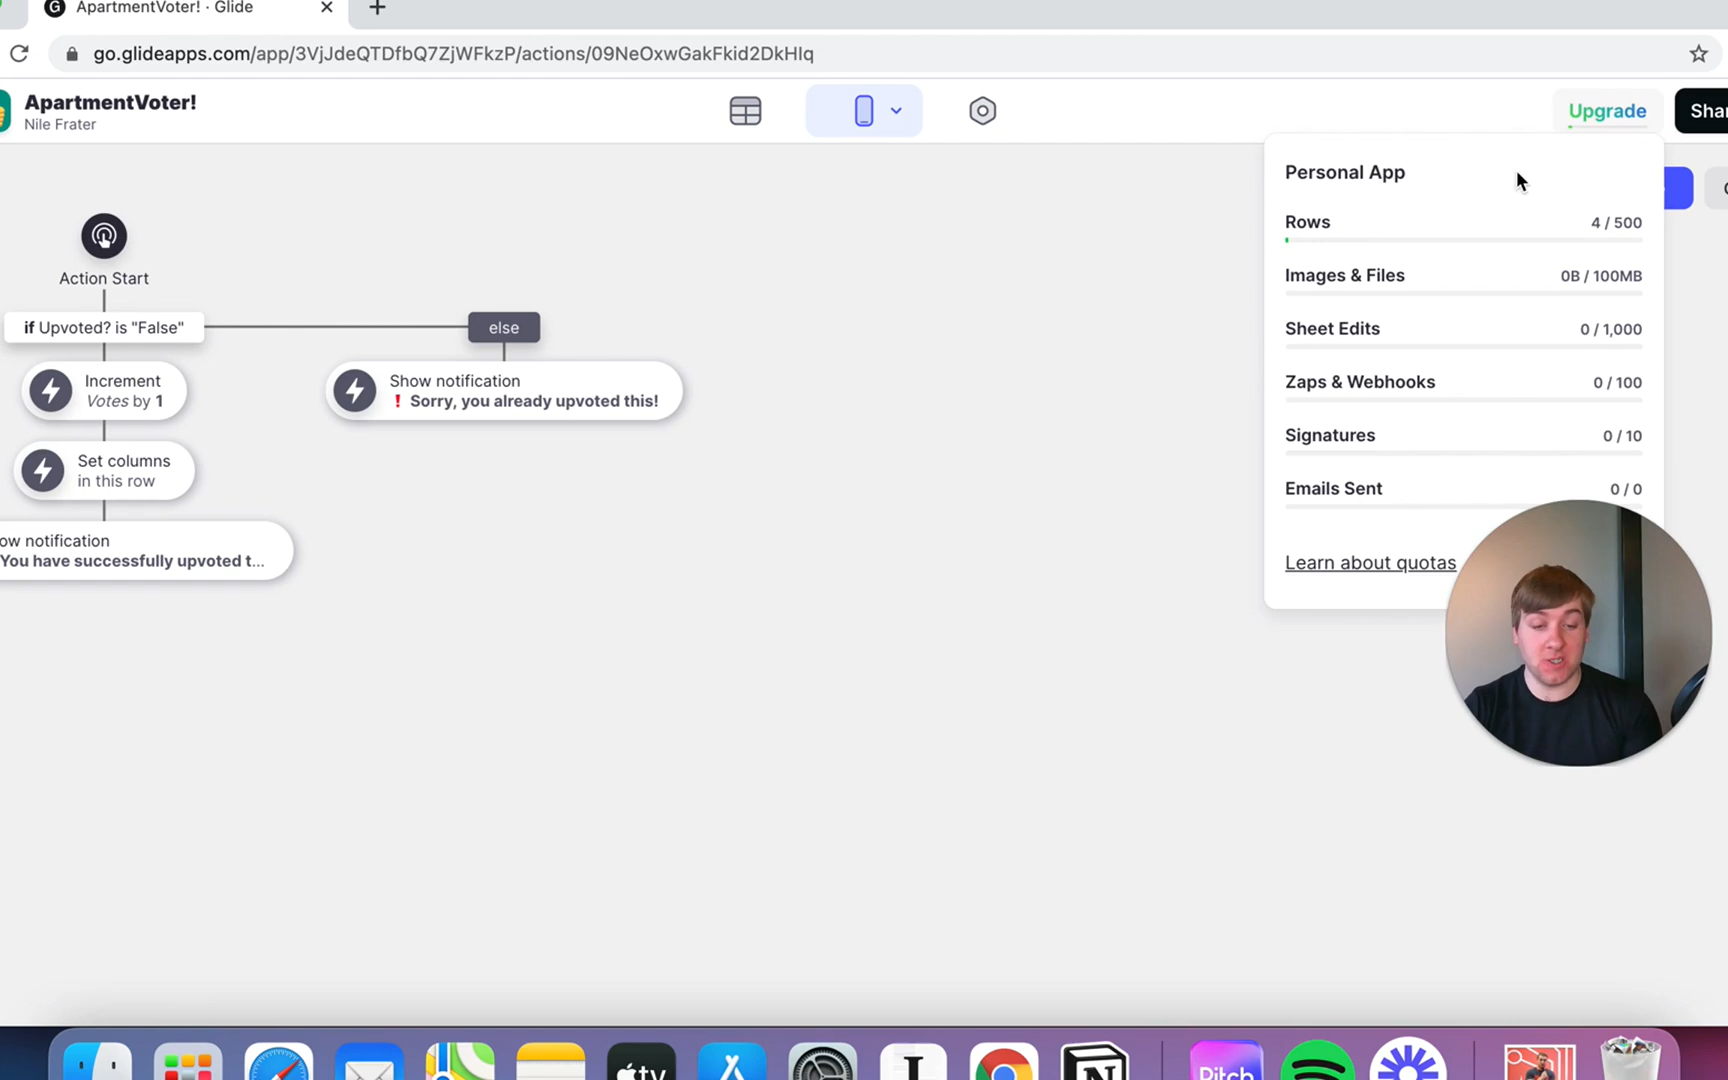 ApartmentVoter! · Glide
go.glideapps.com/app/3VjJdeQTDfbQ7ZjWFkzP/actions/09NeOxwGakFkid2DkHlq
ApartmentVoter!
Nile Frater
Upgrade
Shar
Personal App
Rows 4 / 500
Images & Files 0B / 100MB
Sheet Edits 0 / 1,000
Zaps & Webhooks 0 / 100
Signatures 0 / 10
Emails Sent 0 / 0
Learn about quotas
Action Start
if Upvoted? is "False"
else
Increment
Votes by 1
Show notification
❗ Sorry, you already upvoted this!
Set columns
in this row
ow notification
You have successfully upvoted t...
tv
Pitch